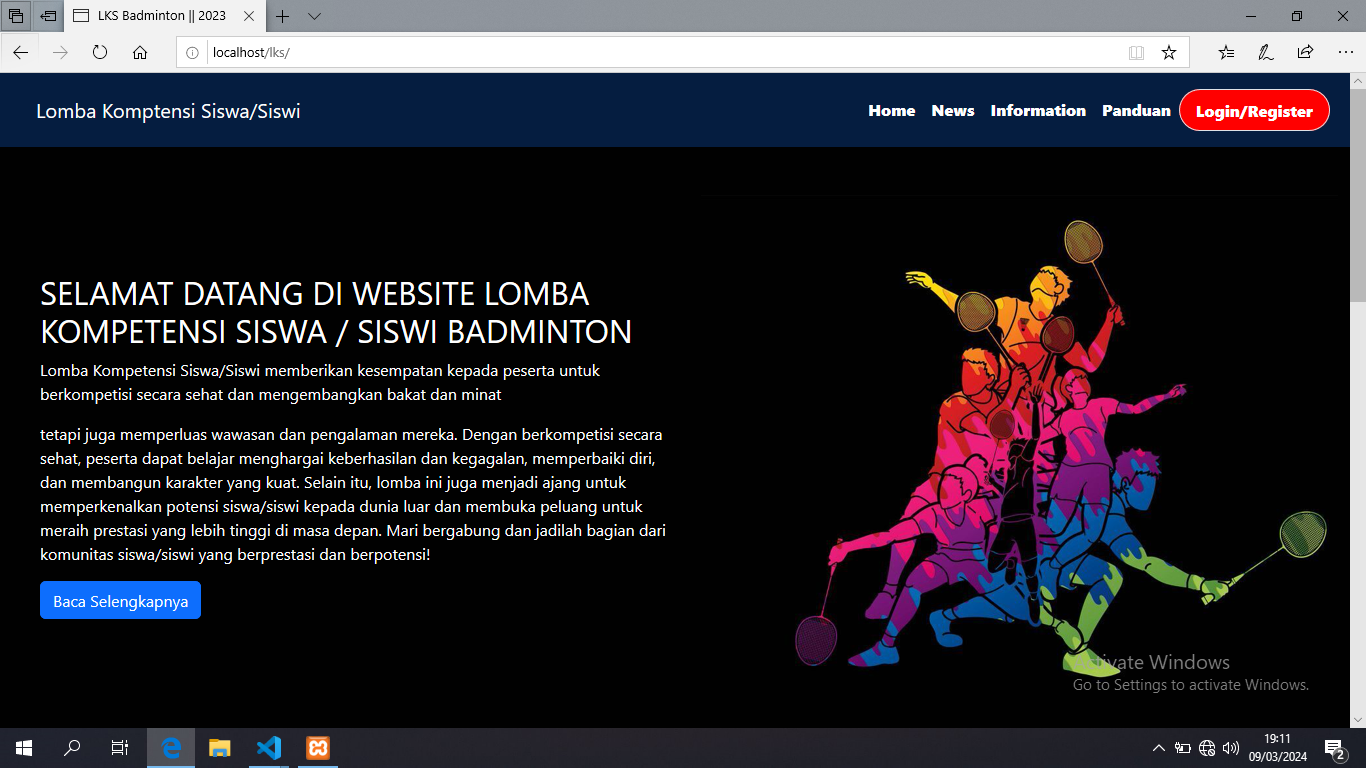 LKS Badminton || 2023
localhost/lks/
Lomba Komptensi Siswa/Siswi
Home News Information Panduan Login/Register
SELAMAT DATANG DI WEBSITE LOMBA
KOMPETENSI SISWA / SISWI BADMINTON
Lomba Kompetensi Siswa/Siswi memberikan kesempatan kepada peserta untuk
berkompetisi secara sehat dan mengembangkan bakat dan minat
tetapi juga memperluas wawasan dan pengalaman mereka. Dengan berkompetisi secara
sehat, peserta dapat belajar menghargai keberhasilan dan kegagalan, memperbaiki diri,
dan membangun karakter yang kuat. Selain itu, lomba ini juga menjadi ajang untuk
memperkenalkan potensi siswa/siswi kepada dunia luar dan membuka peluang untuk
meraih prestasi yang lebih tinggi di masa depan. Mari bergabung dan jadilah bagian dari
komunitas siswa/siswi yang berprestasi dan berpotensi!
Baca Selengkapnya
Activate Windows
Go to Settings to activate Windows.
19:11
09/03/2024
2